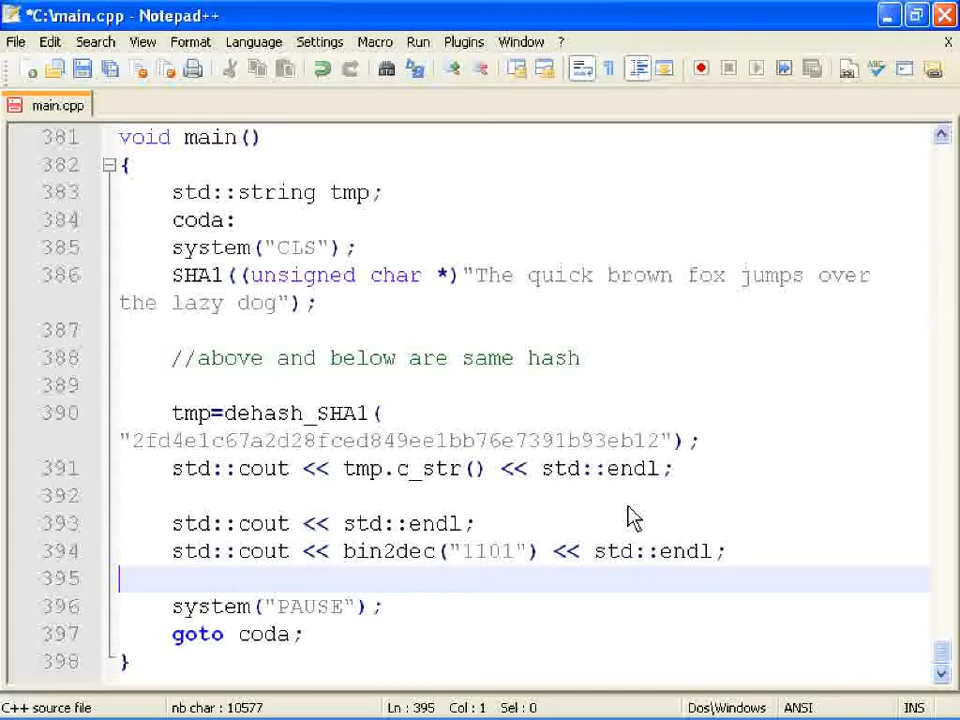 *C:\main.cpp - Notepad++
File Edit Search View Format Language Settings Macro Run Plugins Window ? X
main.cpp
381 void main()
382 {
383 std::string tmp;
384 coda:
385 system("CLS");
386 SHA1((unsigned char *)"The quick brown fox jumps over
the lazy dog");
387
388 //above and below are same hash
389
390 tmp=dehash_SHA1(
"2fd4e1c67a2d28fced849ee1bb76e7391b93eb12");
391 std::cout << tmp.c_str() << std::endl;
392
393 std::cout << std::endl;
394 std::cout << bin2dec("1101") << std::endl;
395
396 system("PAUSE");
397 goto coda;
398 }
C++ source file nb char : 10577 Ln : 395 Col : 1 Sel : 0 Dos\Windows ANSI INS